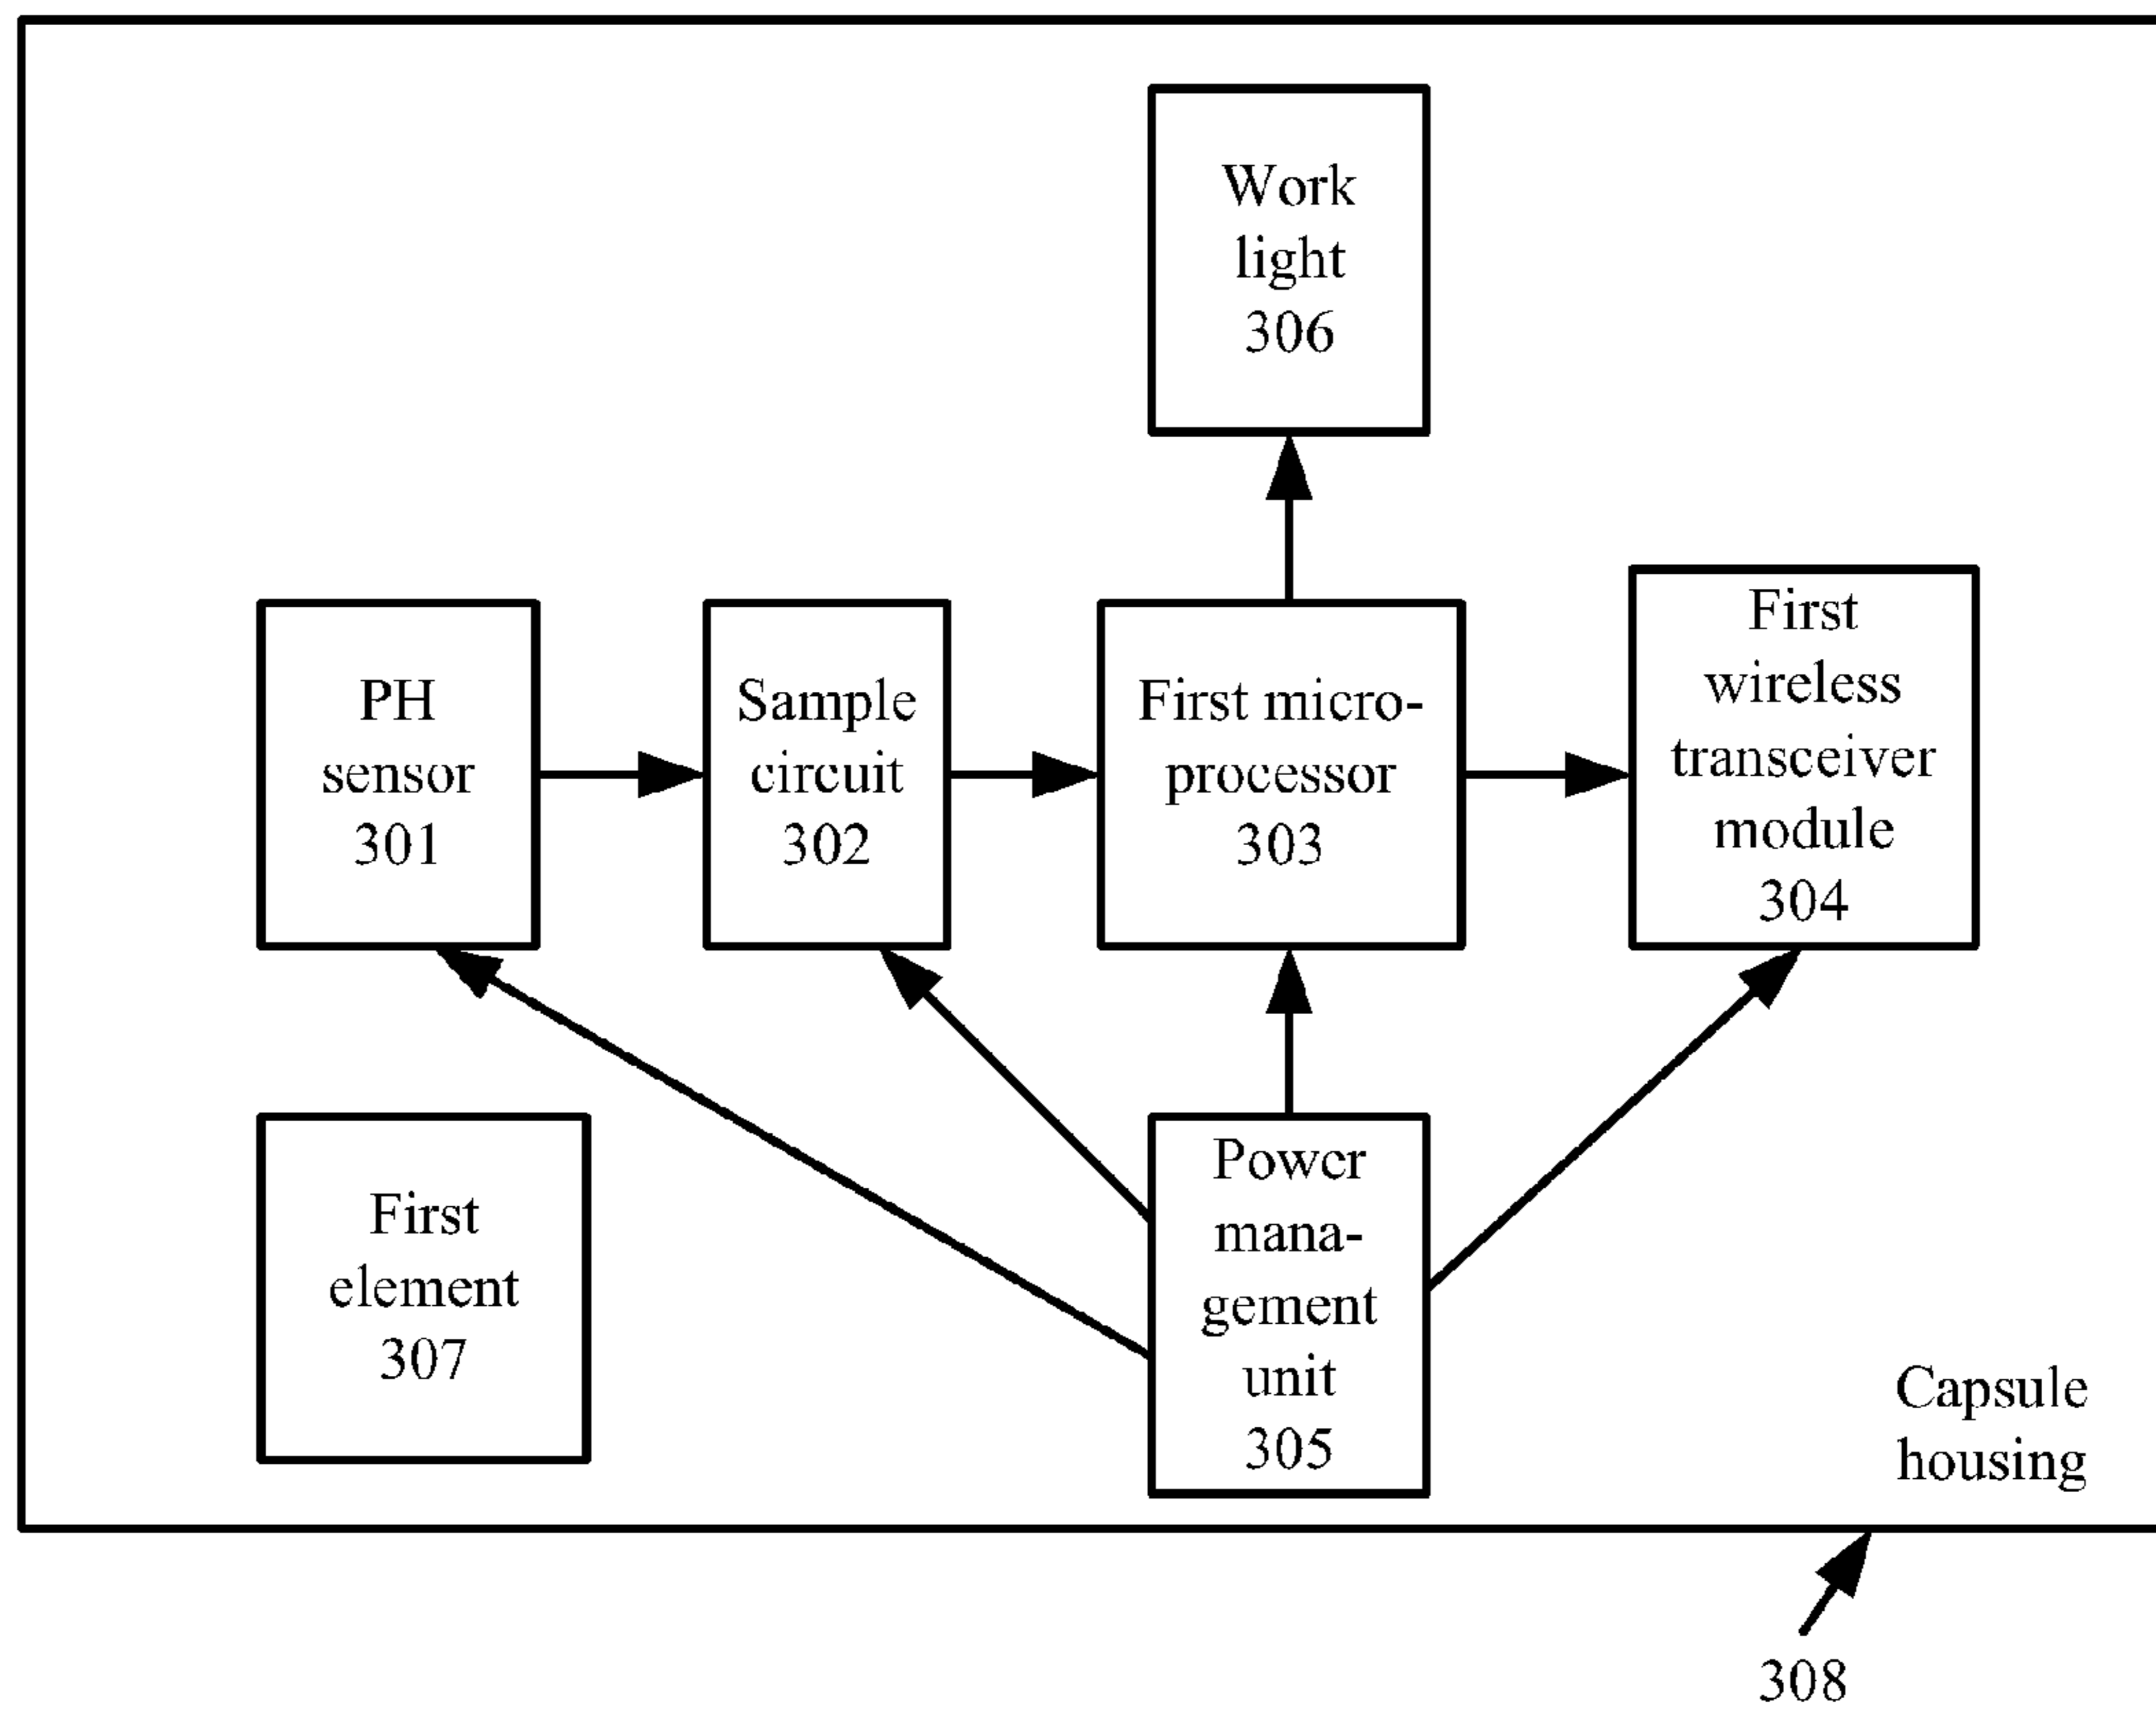 Work
light
306
PH
sensor
301
Sample
circuit
302
First micro-
processor
303
First
wireless
transceiver
module
304
First
element
307
Power
mana-
gement
unit
305
Capsule
housing
308